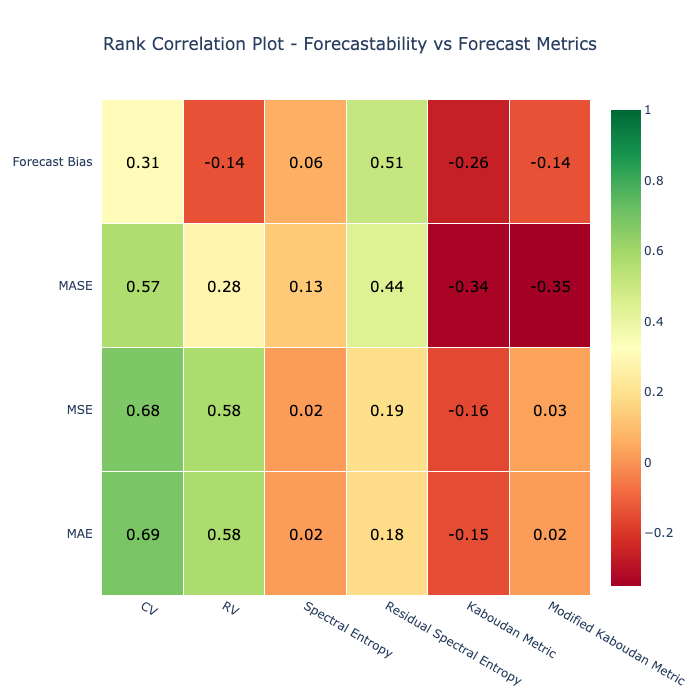 Rank Correlation Plot - Forecastability vs Forecast Metrics
Forecast Bias 0.31 -0.14 0.06 0.51 -0.26 -0.14
MASE 0.57 0.28 0.13 0.44 -0.34 -0.35
MSE 0.68 0.58 0.02 0.19 -0.16 0.03
MAE 0.69 0.58 0.02 0.18 -0.15 0.02
CV
RV
Spectral Entropy
Residual Spectral Entropy
Kaboudan Metric
Modified Kaboudan Metric
1
0.8
0.6
0.4
0.2
0
−0.2